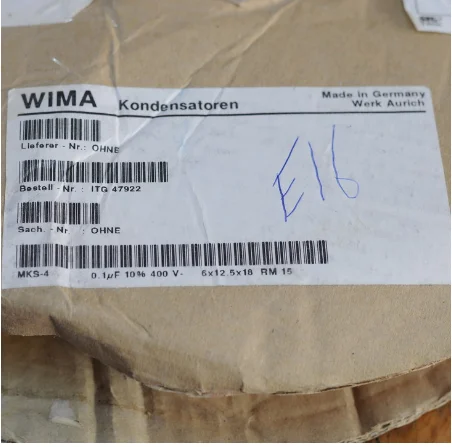 WIMA Kondensatoren
Made in Germany
Werk Aurich
Lieferer - Nr.: OHNE
Bestell - Nr. : ITG 47922
E16
Sach. - Nr : OHNE
MKS-4 0.1µF 10% 400 V- 6x12.5x18 RM 15